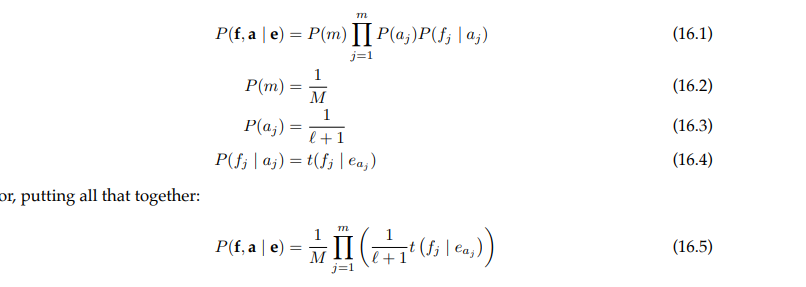 P(f, a | e) = P(m) ∏_{j=1}^{m} P(a_j)P(f_j | a_j) (16.1)
P(m) = 1/M (16.2)
P(a_j) = 1/(ℓ + 1) (16.3)
P(f_j | a_j) = t(f_j | e_{a_j}) (16.4)
or, putting all that together:
P(f, a | e) = 1/M ∏_{j=1}^{m} (1/(ℓ + 1) t (f_j | e_{a_j})) (16.5)